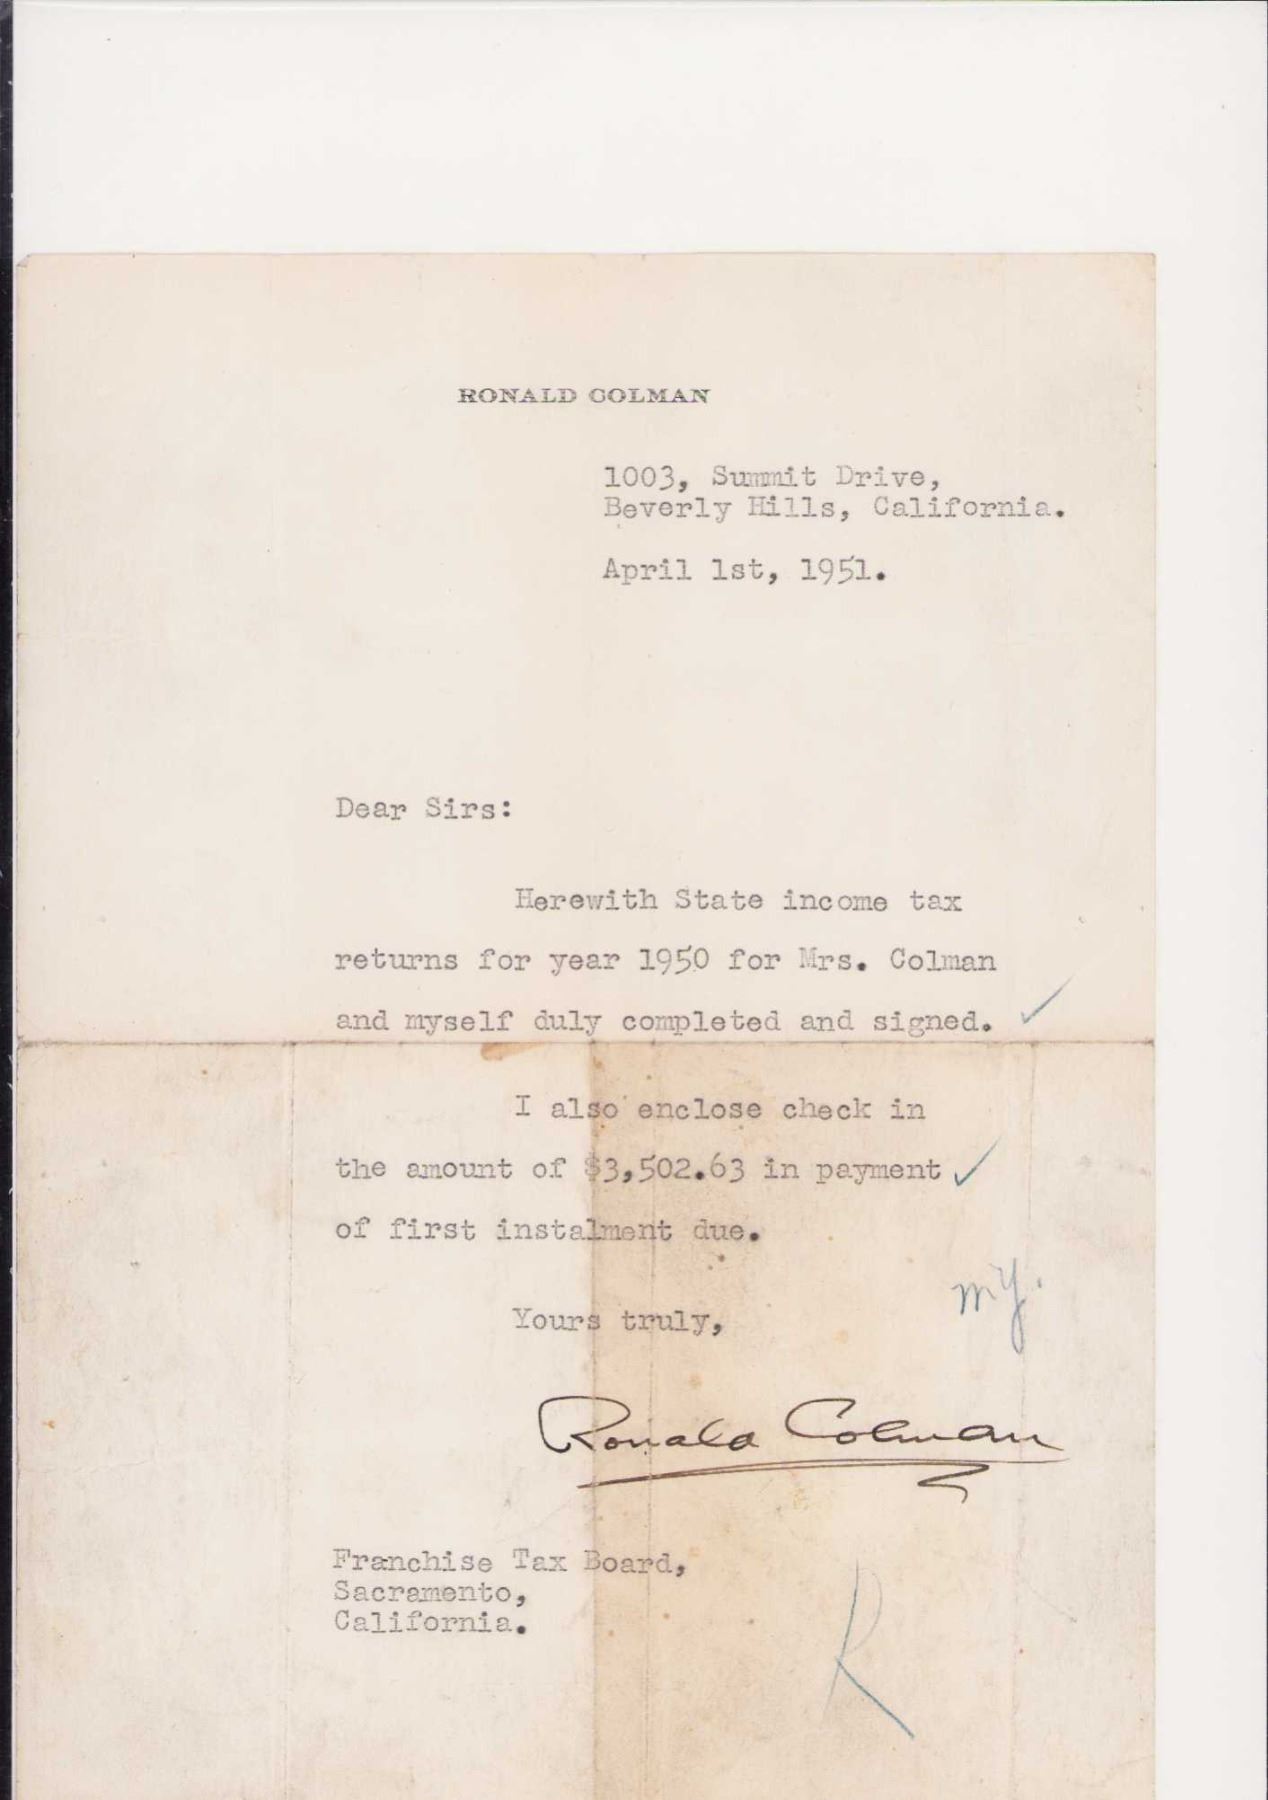 RONALD COLMAN
1003, Summit Drive,
Beverly Hills, California.
April 1st, 1951.
Dear Sirs:
Herewith State income tax
returns for year 1950 for Mrs. Colman
and myself duly completed and signed.
I also enclose check in
the amount of $3,502.63 in payment
of first instalment due.
my.
Yours truly,
Ronald Colman
Franchise Tax Board,
Sacramento,
California.
R